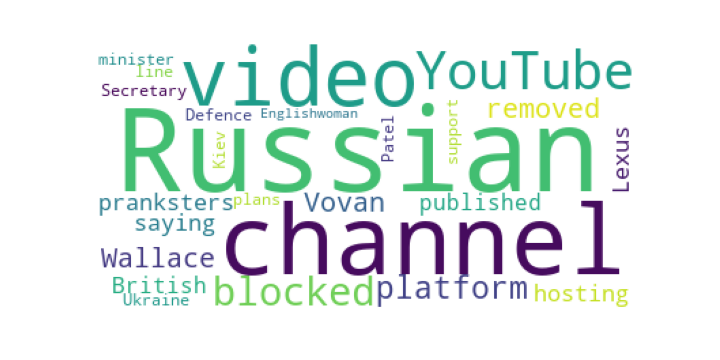 minister
line
Secretary
video
YouTube
Defence
Englishwoman
removed
Russian
Kiev
Patel
support
Lexus
pranksters
plans
Vovan
published
saying
channel
Wallace
British
Ukraine
blocked
platform
hosting